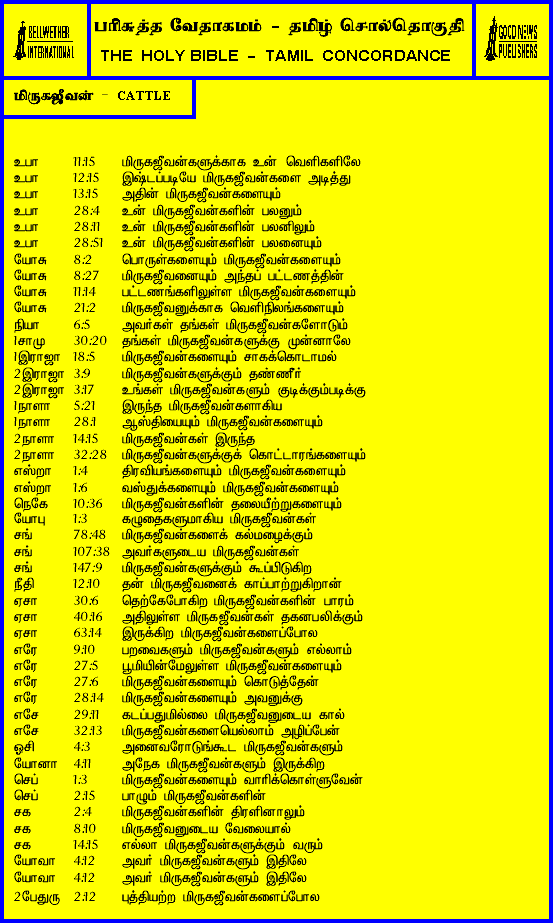 BELLWETHER INTERNATIONAL
பரிசுத்த வேதாகமம் - தமிழ் சொல்தொகுதி
THE HOLY BIBLE - TAMIL CONCORDANCE
GOOD NEWS PUBLISHERS
மிருகஜீவன் - CATTLE
உபா 11:15 மிருகஜீவன்களுக்காக உன் வெளிகளிலே
உபா 12:15 இஷ்டப்படியே மிருகஜீவன்களை அடித்து
உபா 13:15 அதின் மிருகஜீவன்களையும்
உபா 28:4 உன் மிருகஜீவன்களின் பலனும்
உபா 28:11 உன் மிருகஜீவன்களின் பலனிலும்
உபா 28:51 உன் மிருகஜீவன்களின் பலனையும்
யோசு 8:2 பொருள்களையும் மிருகஜீவன்களையும்
யோசு 8:27 மிருகஜீவனையும் அந்தப் பட்டணத்தின்
யோசு 11:14 பட்டணங்களிலுள்ள மிருகஜீவன்களையும்
யோசு 21:2 மிருகஜீவனுக்காக வெளிநிலங்களையும்
நியா 6:5 அவர்கள் தங்கள் மிருகஜீவன்களோடும்
1சாமு 30:20 தங்கள் மிருகஜீவன்களுக்கு முன்னாலே
1இராஜா 18:5 மிருகஜீவன்களையும் சாகக்கொடாமல்
2இராஜா 3:9 மிருகஜீவன்களுக்கும் தண்ணீர்
2இராஜா 3:17 உங்கள் மிருகஜீவன்களும் குடிக்கும்படிக்கு
1நாளா 5:21 இருந்த மிருகஜீவன்களாகிய
1நாளா 28:1 ஆஸ்தியையும் மிருகஜீவன்களையும்
2நாளா 14:15 மிருகஜீவன்கள் இருந்த
2நாளா 32:28 மிருகஜீவன்களுக்குக் கொட்டாரங்களையும்
எஸ்றா 1:4 திரவியங்களையும் மிருகஜீவன்களையும்
எஸ்றா 1:6 வஸ்துக்களையும் மிருகஜீவன்களையும்
நெகே 10:36 மிருகஜீவன்களின் தலையீற்றுகளையும்
யோபு 1:3 கழுதைகளுமாகிய மிருகஜீவன்கள்
சங் 78:48 மிருகஜீவன்களைக் கல்மழைக்கும்
சங் 107:38 அவர்களுடைய மிருகஜீவன்கள்
சங் 147:9 மிருகஜீவன்களுக்கும் கூப்பிடுகிற
நீதி 12:10 தன் மிருகஜீவனைக் காப்பாற்றுகிறான்
ஏசா 30:6 தெற்கேபோகிற மிருகஜீவன்களின் பாரம்
ஏசா 40:16 அதிலுள்ள மிருகஜீவன்கள் தகனபலிக்கும்
ஏசா 63:14 இருக்கிற மிருகஜீவன்களைப்போல
எரே 9:10 பறவைகளும் மிருகஜீவன்களும் எல்லாம்
எரே 27:5 பூமியின்மேலுள்ள மிருகஜீவன்களையும்
எரே 27:6 மிருகஜீவன்களையும் கொடுத்தேன்
எரே 28:14 மிருகஜீவன்களையும் அவனுக்கு
எசே 29:11 கடப்பதுமில்லை மிருகஜீவனுடைய கால்
எசே 32:13 மிருகஜீவன்களையெல்லாம் அழிப்பேன்
ஓசி 4:3 அனைவரோடுங்கூட மிருகஜீவன்களும்
யோனா 4:11 அநேக மிருகஜீவன்களும் இருக்கிற
செப் 1:3 மிருகஜீவன்களையும் வாரிக்கொள்ளுவேன்
செப் 2:15 பாழும் மிருகஜீவன்களின்
சக 2:4 மிருகஜீவன்களின் திரளினாலும்
சக 8:10 மிருகஜீவனுடைய வேலையால்
சக 14:15 எல்லா மிருகஜீவன்களுக்கும் வரும்
யோவா 4:12 அவர் மிருகஜீவன்களும் இதிலே
யோவா 4:12 அவர் மிருகஜீவன்களும் இதிலே
2பேதுரு 2:12 புத்தியற்ற மிருகஜீவன்களைப்போல